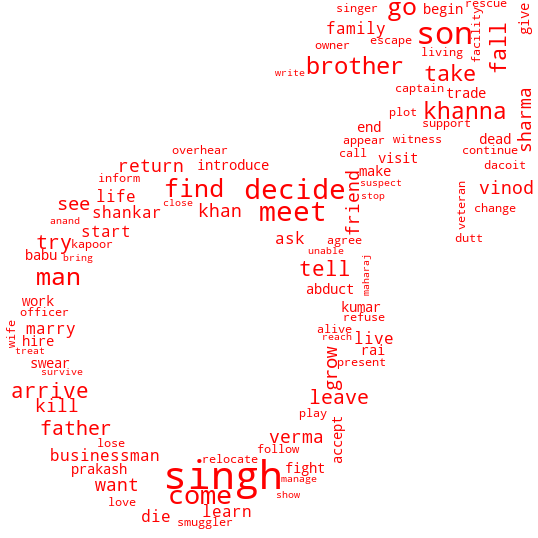 singer
go
begin
rescue
give
family
son
facility
owner
escape
fall
living
write
brother
take
captain
trade
khanna
sharma
plot
support
end
appear
witness
dead
continue
overhear
call
visit
dacoit
return
introduce
make
inform
find
decide
suspect
vinod
life
close
stop
friend
veteran
change
see
shankar
khan
meet
anand
start
ask
agree
dutt
try
kapoor
unable
babu
bring
tell
maharaj
man
abduct
work
kumar
officer
refuse
wife
marry
alive
hire
reach
live
treat
rai
swear
grow
present
survive
arrive
leave
kill
play
father
verma
accept
lose
follow
businessman
relocate
prakash
singh
fight
want
manage
come
show
love
learn
die
smuggler